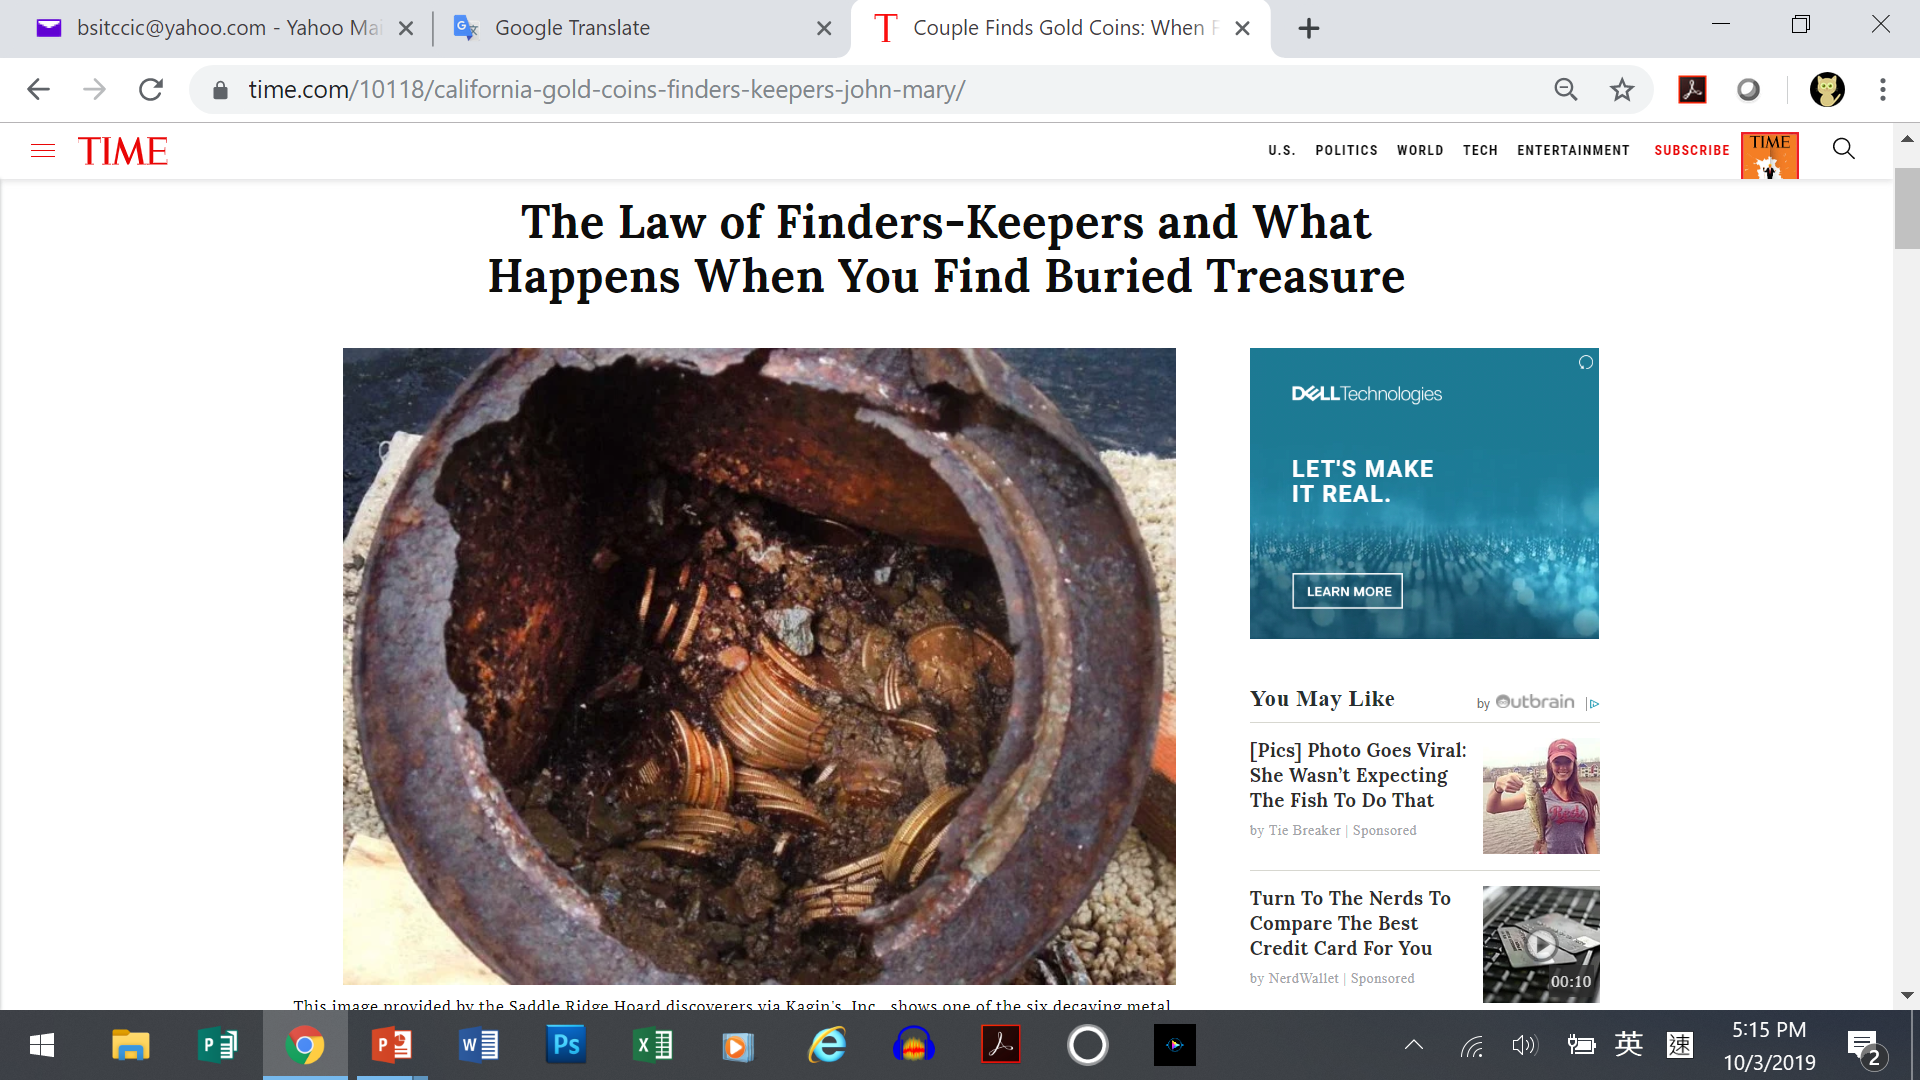 bsitccic@yahoo.com - Yahoo Mai
Google Translate
Couple Finds Gold Coins: When F
time.com/10118/california-gold-coins-finders-keepers-john-mary/
TIME
U.S. POLITICS WORLD TECH ENTERTAINMENT SUBSCRIBE
TIME
The Law of Finders-Keepers and What
Happens When You Find Buried Treasure
DELL Technologies
LET'S MAKE
IT REAL.
LEARN MORE
You May Like
by Outbrain
[Pics] Photo Goes Viral:
She Wasn't Expecting
The Fish To Do That
by Tie Breaker | Sponsored
Reds
Turn To The Nerds To
Compare The Best
Credit Card For You
by NerdWallet | Sponsored
00:10
This image provided by the Saddle Ridge Hoard discoverers via Kagin's, Inc., shows one of the six decaying metal
Ps
英
速
5:15 PM
10/3/2019
2